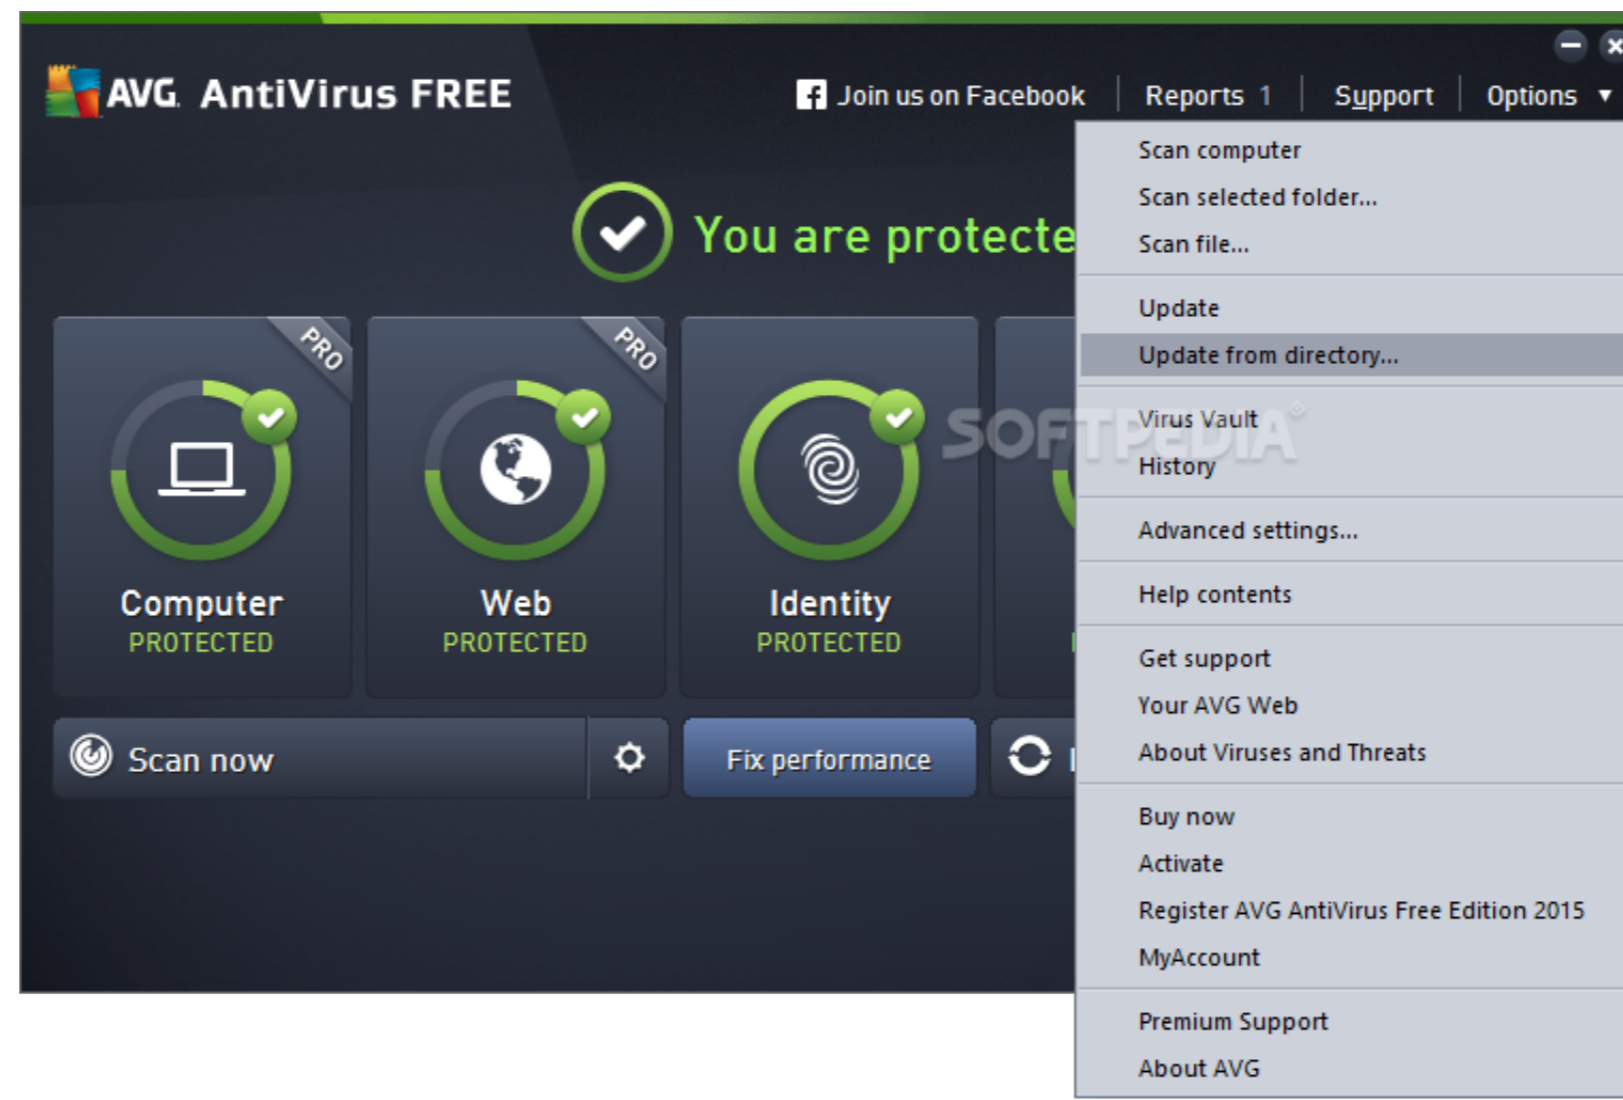 AVG AntiVirus FREE
Join us on Facebook
Reports 1
Support
Options
You are protecte
PRO
PRO
Computer
PROTECTED
Web
PROTECTED
Identity
PROTECTED
Scan now
Fix performance
Scan computer
Scan selected folder...
Scan file...
Update
Update from directory...
SOFTPEDIA®
Virus Vault
History
Advanced settings...
Help contents
Get support
Your AVG Web
About Viruses and Threats
Buy now
Activate
Register AVG AntiVirus Free Edition 2015
MyAccount
Premium Support
About AVG